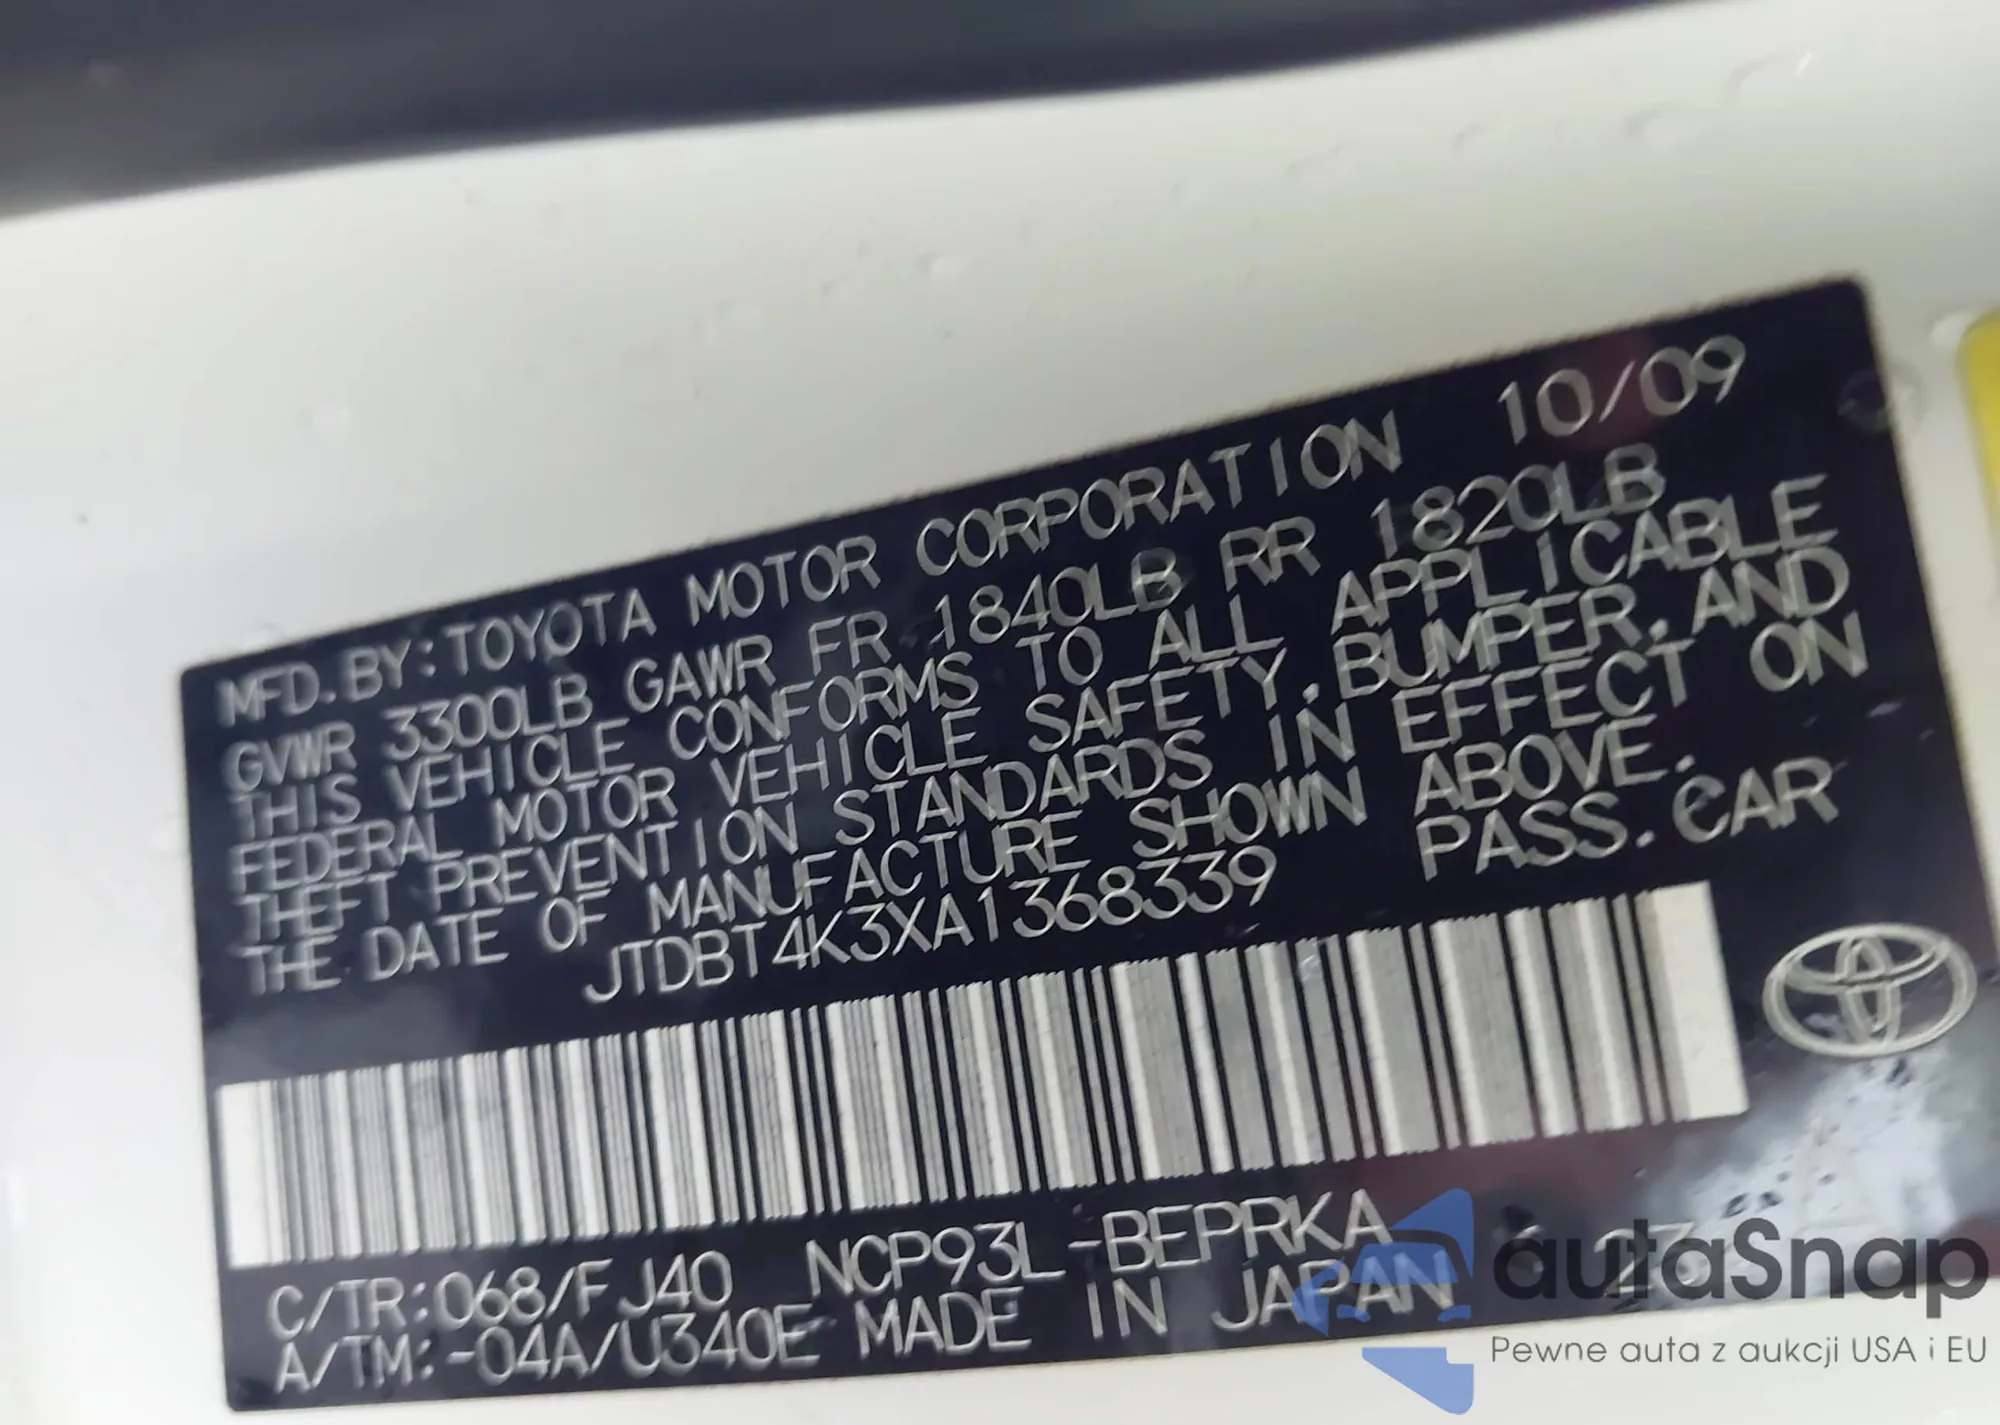 MFD.BY:TOYOTA MOTOR CORPORATION 10/09
GVWR 3300LB GAWR FR 1840LB RR 1820LB
THIS VEHICLE CONFORMS TO ALL APPLICABLE
FEDERAL MOTOR VEHICLE SAFETY,BUMPER,AND
THEFT PREVENTION STANDARDS IN EFFECT ON
THE DATE OF MANUFACTURE SHOWN ABOVE.
JTDBT4K3XA1368339 PASS.CAR
C/TR:068/FJ40 NCP93L-BEPRKA
A/TM:-04A/U340E MADE IN JAPAN
autaSnap
Pewne auta z aukcji USA i EU